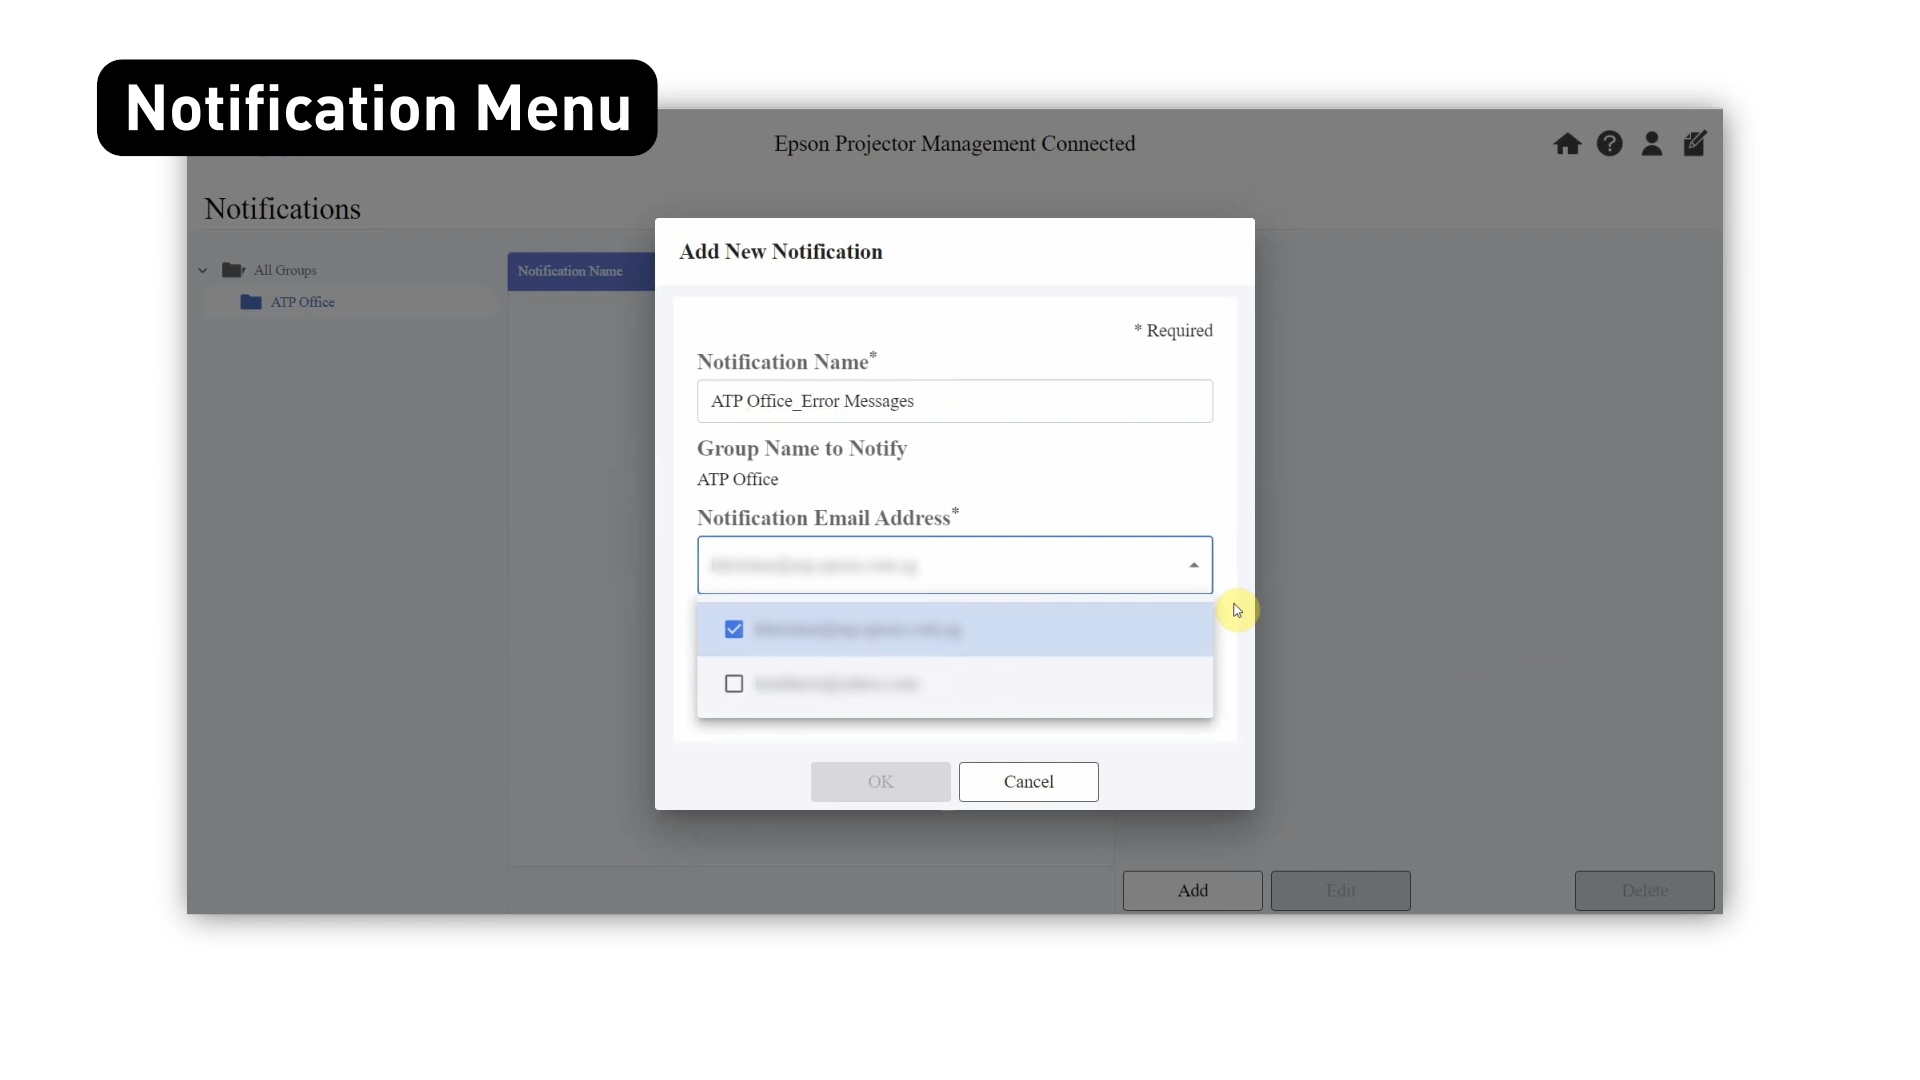 Notification Menu
Epson Projector Management Connected
Notifications
All Groups
ATP Office
Notification Name
Add New Notification
* Required
Notification Name*
ATP Office_Error Messages
Group Name to Notify
ATP Office
Notification Email Address*
OK
Cancel
Add
Edit
Delete